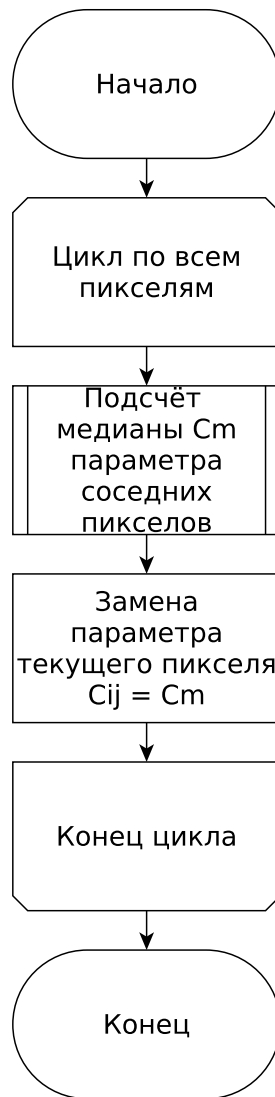 Начало
Цикл по всем
пикселям
Подсчёт
медианы Cm
параметра
соседних
пикселов
Замена
параметра
текущего пикселя
Cij = Cm
Конец цикла
Конец